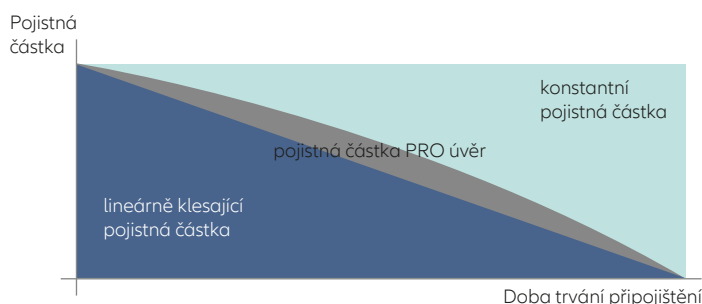 Pojistná
částka
konstantní
pojistná částka
pojistná částka PRO úvěr
lineárně klesající
pojistná částka
Doba trvání připojištění